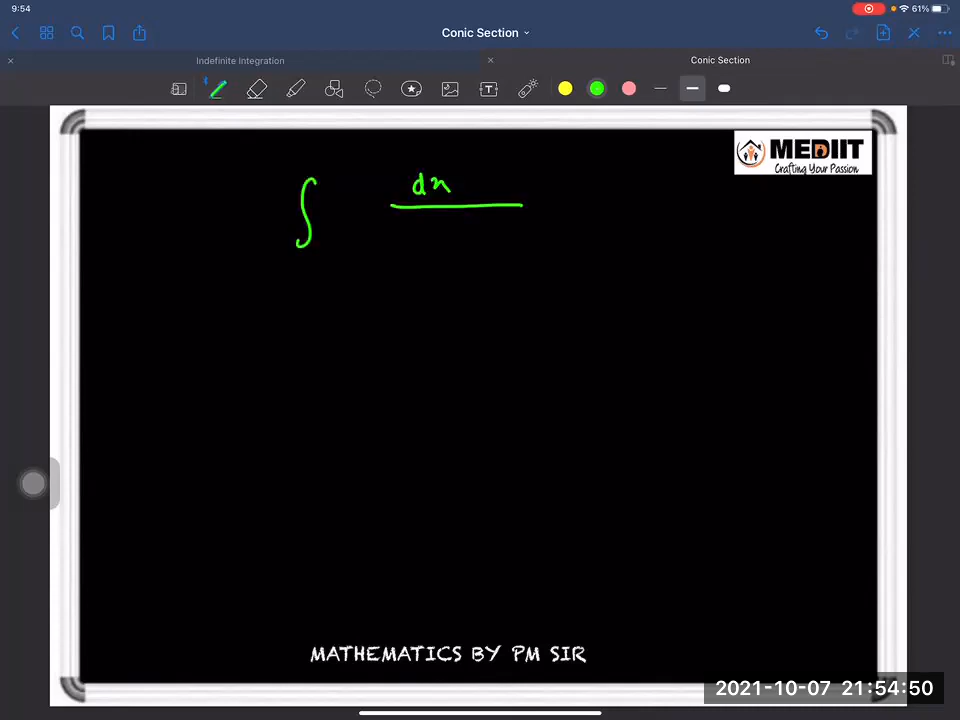 9:54
61%
Conic Section
Indefinite Integration
Conic Section
T
MEDIIT
Crafting Your Passion
∫ dx
MATHEMATICS BY PM SIR
2021-10-07 21:54:50